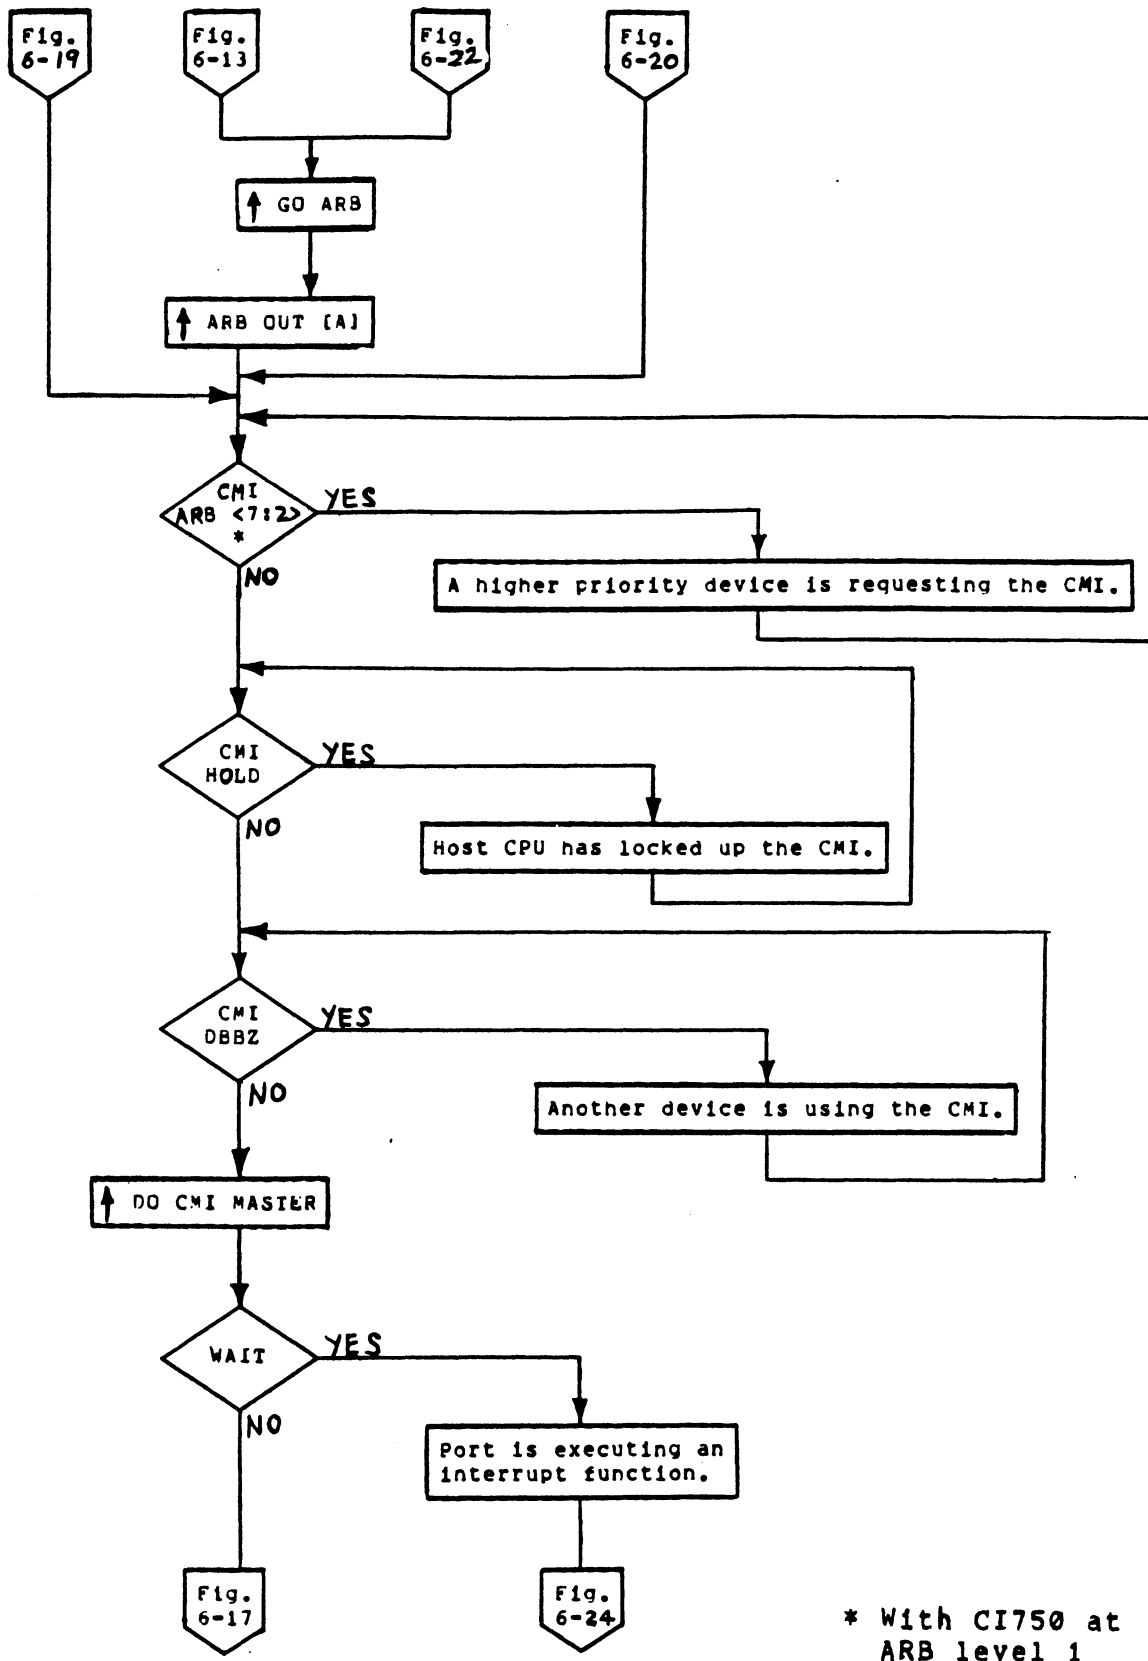 Fig.
6-19
Fig.
6-13
Fig.
6-22
Fig.
6-20
↑ GO ARB
↑ ARB OUT [A]
CMI
ARB <7:2>
*
YES
NO
A higher priority device is requesting the CMI.
CMI
HOLD
YES
NO
Host CPU has locked up the CMI.
CMI
DBBZ
YES
NO
Another device is using the CMI.
↑ DO CMI MASTER
WAIT
YES
NO
Port is executing an
interrupt function.
Fig.
6-17
Fig.
6-24
* With CI750 at
ARB level 1